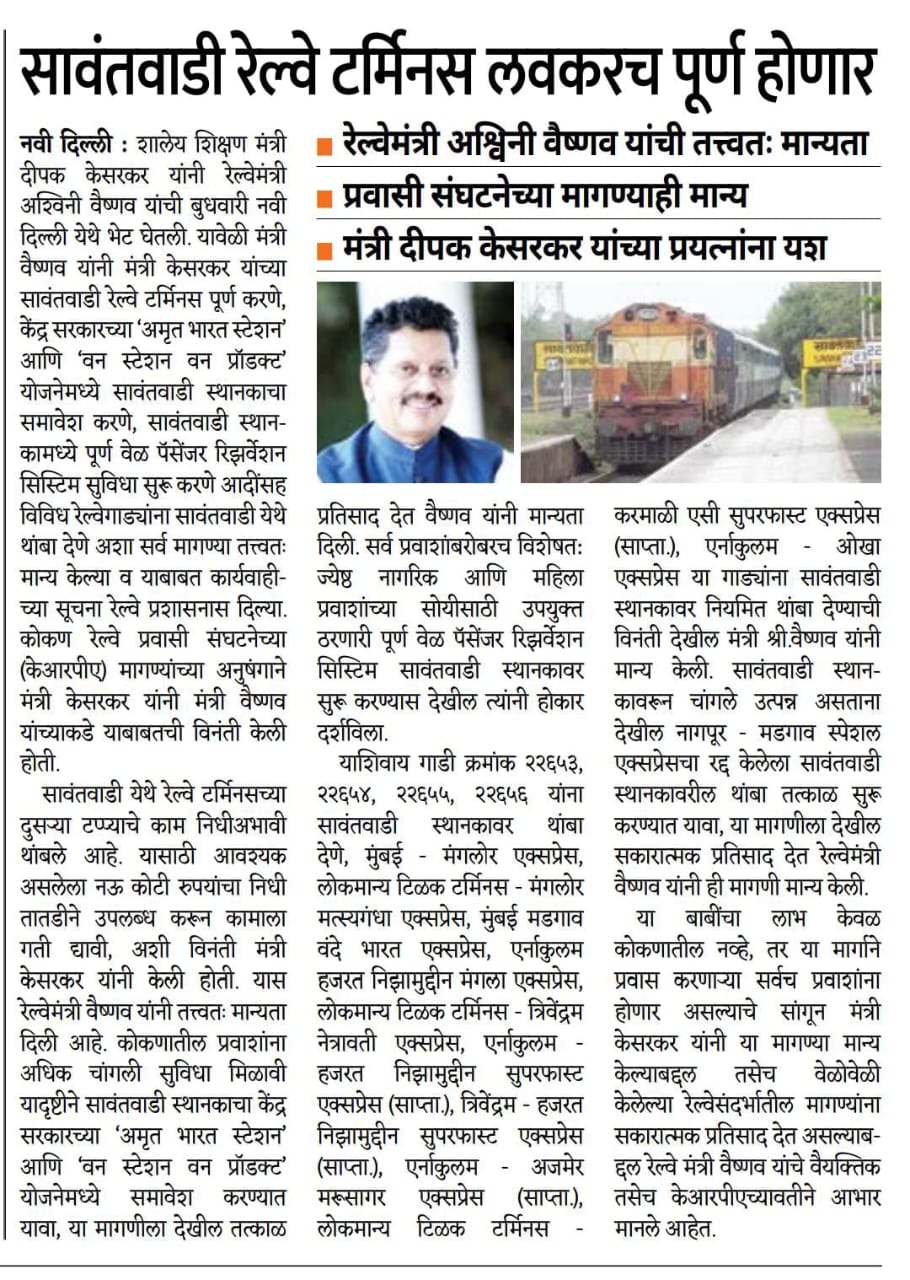 सावंतवाडी रेल्वे टर्मिनस लवकरच पूर्ण होणार
■ रेल्वेमंत्री अश्विनी वैष्णव यांची तत्त्वतः मान्यता
■ प्रवासी संघटनेच्या मागण्याही मान्य
■ मंत्री दीपक केसरकर यांच्या प्रयत्नांना यश
नवी दिल्ली : शालेय शिक्षण मंत्री
दीपक केसरकर यांनी रेल्वेमंत्री
अश्विनी वैष्णव यांची बुधवारी नवी
दिल्ली येथे भेट घेतली. यावेळी मंत्री
वैष्णव यांनी मंत्री केसरकर यांच्या
सावंतवाडी रेल्वे टर्मिनस पूर्ण करणे,
केंद्र सरकारच्या ‘अमृत भारत स्टेशन’
आणि ‘वन स्टेशन वन प्रॉडक्ट’
योजनेमध्ये सावंतवाडी स्थानकाचा
समावेश करणे, सावंतवाडी स्थान-
कामध्ये पूर्ण वेळ पॅसेंजर रिझर्वेशन
सिस्टिम सुविधा सुरू करणे आदींसह
विविध रेल्वेगाड्यांना सावंतवाडी येथे
थांबा देणे अशा सर्व मागण्या तत्त्वतः
मान्य केल्या व याबाबत कार्यवाही-
च्या सूचना रेल्वे प्रशासनास दिल्या.
कोकण रेल्वे प्रवासी संघटनेच्या
(केआरपीए) मागण्यांच्या अनुषंगाने
मंत्री केसरकर यांनी मंत्री वैष्णव
यांच्याकडे याबाबतची विनंती केली
होती.
सावंतवाडी येथे रेल्वे टर्मिनसच्या
दुसऱ्या टप्प्याचे काम निधीअभावी
थांबले आहे. यासाठी आवश्यक
असलेला नऊ कोटी रुपयांचा निधी
तातडीने उपलब्ध करून कामाला
गती द्यावी, अशी विनंती मंत्री
केसरकर यांनी केली होती. यास
रेल्वेमंत्री वैष्णव यांनी तत्त्वतः मान्यता
दिली आहे. कोकणातील प्रवाशांना
अधिक चांगली सुविधा मिळावी
यादृष्टीने सावंतवाडी स्थानकाचा केंद्र
सरकारच्या ‘अमृत भारत स्टेशन’
आणि ‘वन स्टेशन वन प्रॉडक्ट’
योजनेमध्ये समावेश करण्यात
यावा, या मागणीला देखील तत्काळ
सावंतवाडी
प्रतिसाद देत वैष्णव यांनी मान्यता
दिली. सर्व प्रवाशांबरोबरच विशेषत:
ज्येष्ठ नागरिक आणि महिला
प्रवाशांच्या सोयीसाठी उपयुक्त
ठरणारी पूर्ण वेळ पॅसेंजर रिझर्वेशन
सिस्टिम सावंतवाडी स्थानकावर
सुरू करण्यास देखील त्यांनी होकार
दर्शविला.
याशिवाय गाडी क्रमांक २२६५३,
२२६५४, २२६५५, २२६५६ यांना
सावंतवाडी स्थानकावर थांबा
देणे, मुंबई - मंगलोर एक्सप्रेस,
लोकमान्य टिळक टर्मिनस - मंगलोर
मत्स्यगंधा एक्सप्रेस, मुंबई मडगाव
वंदे भारत एक्सप्रेस, एर्नाकुलम
हजरत निझामुद्दीन मंगला एक्सप्रेस,
लोकमान्य टिळक टर्मिनस - त्रिवेंद्रम
नेत्रावती एक्सप्रेस, एर्नाकुलम -
हजरत निझामुद्दीन सुपरफास्ट
एक्सप्रेस (साप्ता.), त्रिवेंद्रम - हजरत
निझामुद्दीन सुपरफास्ट एक्सप्रेस
(साप्ता.), एर्नाकुलम - अजमेर
मरूसागर एक्सप्रेस (साप्ता.),
लोकमान्य टिळक टर्मिनस -
करमाळी एसी सुपरफास्ट एक्सप्रेस
(साप्ता.), एर्नाकुलम - ओखा
एक्सप्रेस या गाड्यांना सावंतवाडी
स्थानकावर नियमित थांबा देण्याची
विनंती देखील मंत्री श्री.वैष्णव यांनी
मान्य केली. सावंतवाडी स्थान-
कावरून चांगले उत्पन्न असताना
देखील नागपूर - मडगाव स्पेशल
एक्सप्रेसचा रद्द केलेला सावंतवाडी
स्थानकावरील थांबा तत्काळ सुरू
करण्यात यावा, या मागणीला देखील
सकारात्मक प्रतिसाद देत रेल्वेमंत्री
वैष्णव यांनी ही मागणी मान्य केली.
या बाबींचा लाभ केवळ
कोकणातील नव्हे, तर या मार्गाने
प्रवास करणाऱ्या सर्वच प्रवाशांना
होणार असल्याचे सांगून मंत्री
केसरकर यांनी या मागण्या मान्य
केल्याबद्दल तसेच वेळोवेळी
केलेल्या रेल्वेसंदर्भातील मागण्यांना
सकारात्मक प्रतिसाद देत असल्याब-
द्दल रेल्वे मंत्री वैष्णव यांचे वैयक्तिक
तसेच केआरपीएच्यावतीने आभार
मानले आहेत.